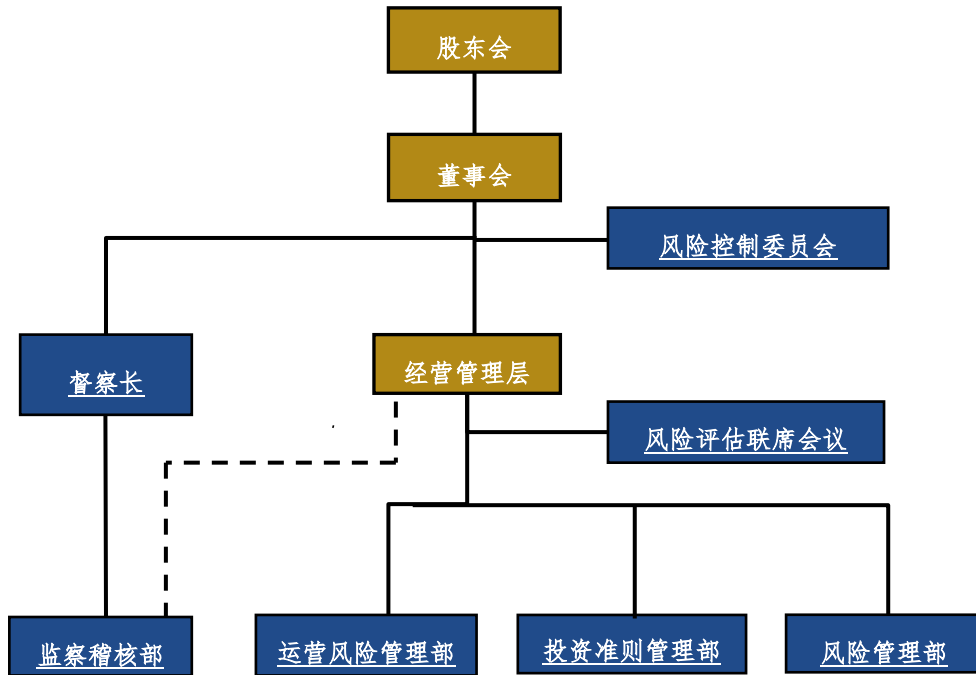 股东会
董事会
风险控制委员会
督察长
经营管理层
风险评估联席会议
监察稽核部
运营风险管理部
投资准则管理部
风险管理部